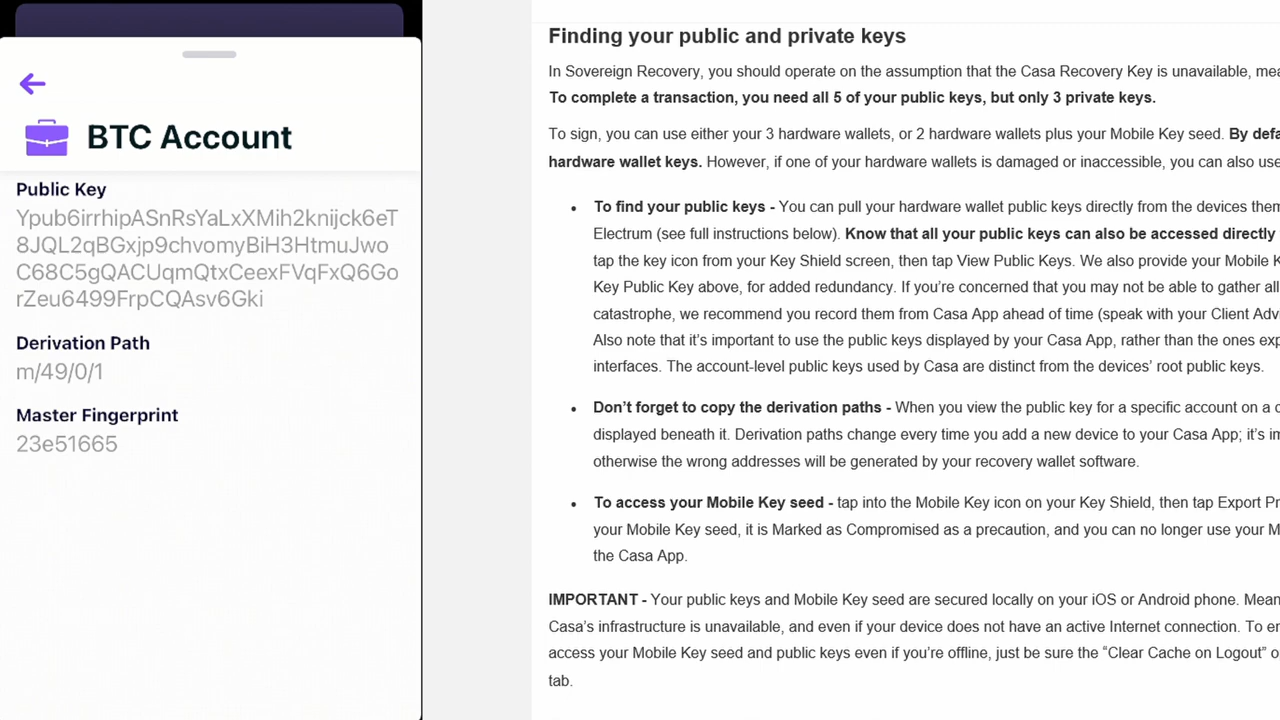 BTC Account
Public Key
Ypub6irrhipASnRsYaLxXMih2knijck6eT
8JQL2qBGxjp9chvomyBiH3HtmuJwo
C68C5gQACUqmQtxCeexFVqFxQ6Go
rZeu6499FrpCQAsv6Gki
Derivation Path
m/49/0/1
Master Fingerprint
23e51665
Finding your public and private keys
In Sovereign Recovery, you should operate on the assumption that the Casa Recovery Key is unavailable, mea
To complete a transaction, you need all 5 of your public keys, but only 3 private keys.
To sign, you can use either your 3 hardware wallets, or 2 hardware wallets plus your Mobile Key seed. By defa
hardware wallet keys. However, if one of your hardware wallets is damaged or inaccessible, you can also use
• To find your public keys - You can pull your hardware wallet public keys directly from the devices them
Electrum (see full instructions below). Know that all your public keys can also be accessed directly
tap the key icon from your Key Shield screen, then tap View Public Keys. We also provide your Mobile K
Key Public Key above, for added redundancy. If you’re concerned that you may not be able to gather all
catastrophe, we recommend you record them from Casa App ahead of time (speak with your Client Advi
Also note that it’s important to use the public keys displayed by your Casa App, rather than the ones exp
interfaces. The account-level public keys used by Casa are distinct from the devices’ root public keys.
• Don’t forget to copy the derivation paths - When you view the public key for a specific account on a c
displayed beneath it. Derivation paths change every time you add a new device to your Casa App; it’s im
otherwise the wrong addresses will be generated by your recovery wallet software.
• To access your Mobile Key seed - tap into the Mobile Key icon on your Key Shield, then tap Export Pr
your Mobile Key seed, it is Marked as Compromised as a precaution, and you can no longer use your M
the Casa App.
IMPORTANT - Your public keys and Mobile Key seed are secured locally on your iOS or Android phone. Mean
Casa’s infrastructure is unavailable, and even if your device does not have an active Internet connection. To en
access your Mobile Key seed and public keys even if you’re offline, just be sure the “Clear Cache on Logout” o
tab.